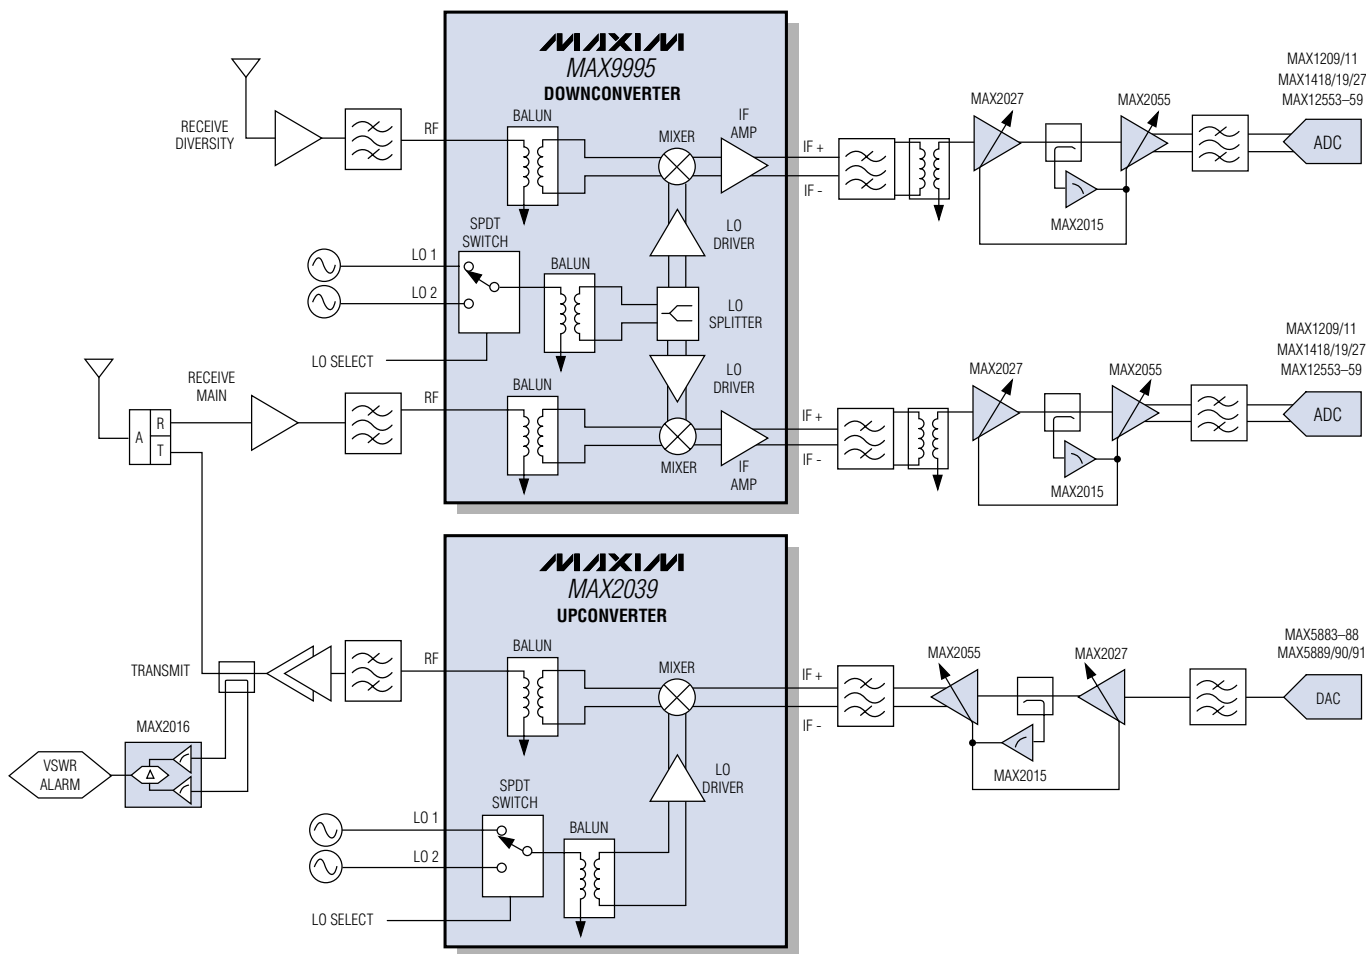 MAXIM
MAX9995
DOWNCONVERTER
RECEIVE
DIVERSITY
RF
BALUN
MIXER
IF
AMP
IF +
IF -
MAX2027
MAX2055
MAX2015
MAX1209/11
MAX1418/19/27
MAX12553–59
ADC
SPDT
SWITCH
LO 1
LO 2
LO SELECT
BALUN
LO
DRIVER
LO
SPLITTER
LO
DRIVER
RECEIVE
MAIN
A
R
T
RF
BALUN
MIXER
IF
AMP
IF +
IF -
MAX2027
MAX2055
MAX2015
MAX1209/11
MAX1418/19/27
MAX12553–59
ADC
MAXIM
MAX2039
UPCONVERTER
TRANSMIT
RF
BALUN
MIXER
IF +
IF -
MAX2055
MAX2027
MAX2015
MAX5883–88
MAX5889/90/91
DAC
MAX2016
VSWR
ALARM
Δ
SPDT
SWITCH
LO 1
LO 2
LO SELECT
BALUN
LO
DRIVER